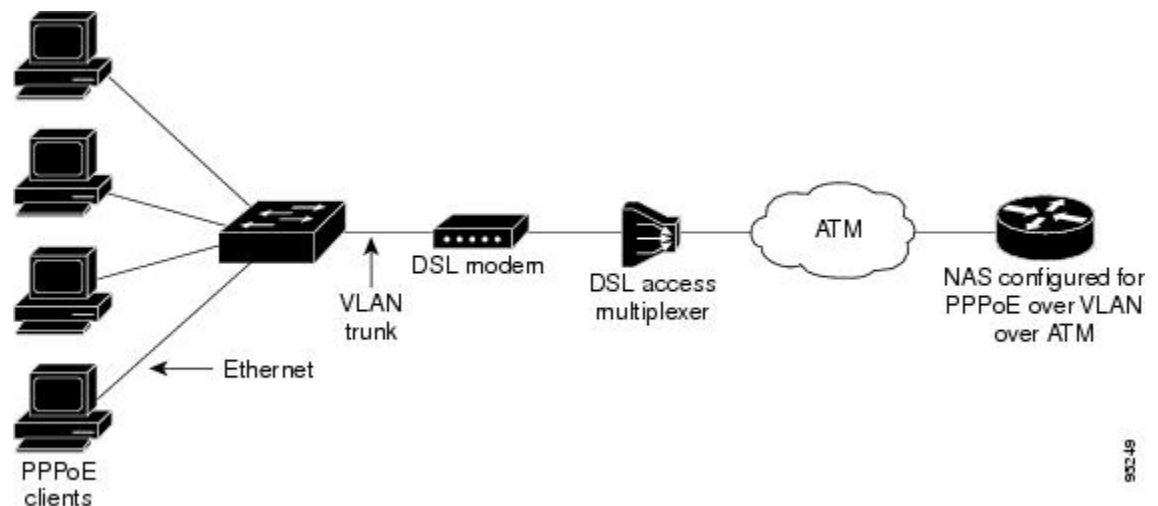 ATM
DSL modem
NAS configured for
PPPoE over VLAN
over ATM
DSL access
multiplexer
VLAN
trunk
Ethernet
PPPoE
clients
95249